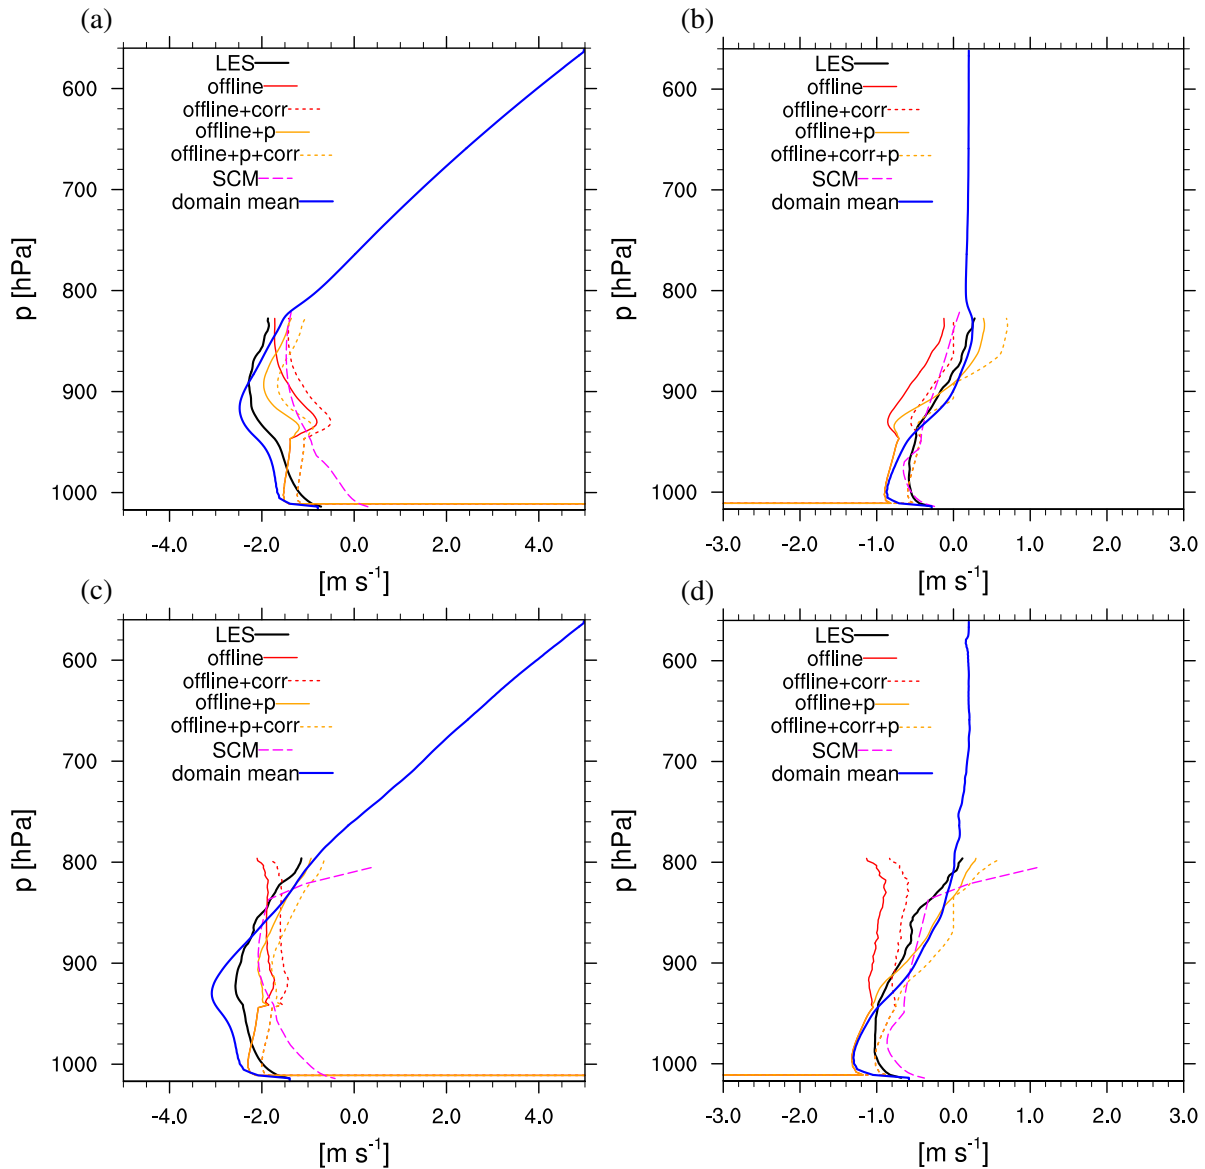 (a)
LES
offline
offline+corr
offline+p
offline+p+corr
SCM
domain mean
600
700
800
900
1000
p [hPa]
-4.0 -2.0 0.0 2.0 4.0
[m s-1]
(b)
LES
offline
offline+corr
offline+p
offline+corr+p
SCM
domain mean
600
700
800
900
1000
p [hPa]
-3.0 -2.0 -1.0 0.0 1.0 2.0 3.0
[m s-1]
(c)
LES
offline
offline+corr
offline+p
offline+p+corr
SCM
domain mean
600
700
800
900
1000
p [hPa]
-4.0 -2.0 0.0 2.0 4.0
[m s-1]
(d)
LES
offline
offline+corr
offline+p
offline+corr+p
SCM
domain mean
600
700
800
900
1000
p [hPa]
-3.0 -2.0 -1.0 0.0 1.0 2.0 3.0
[m s-1]